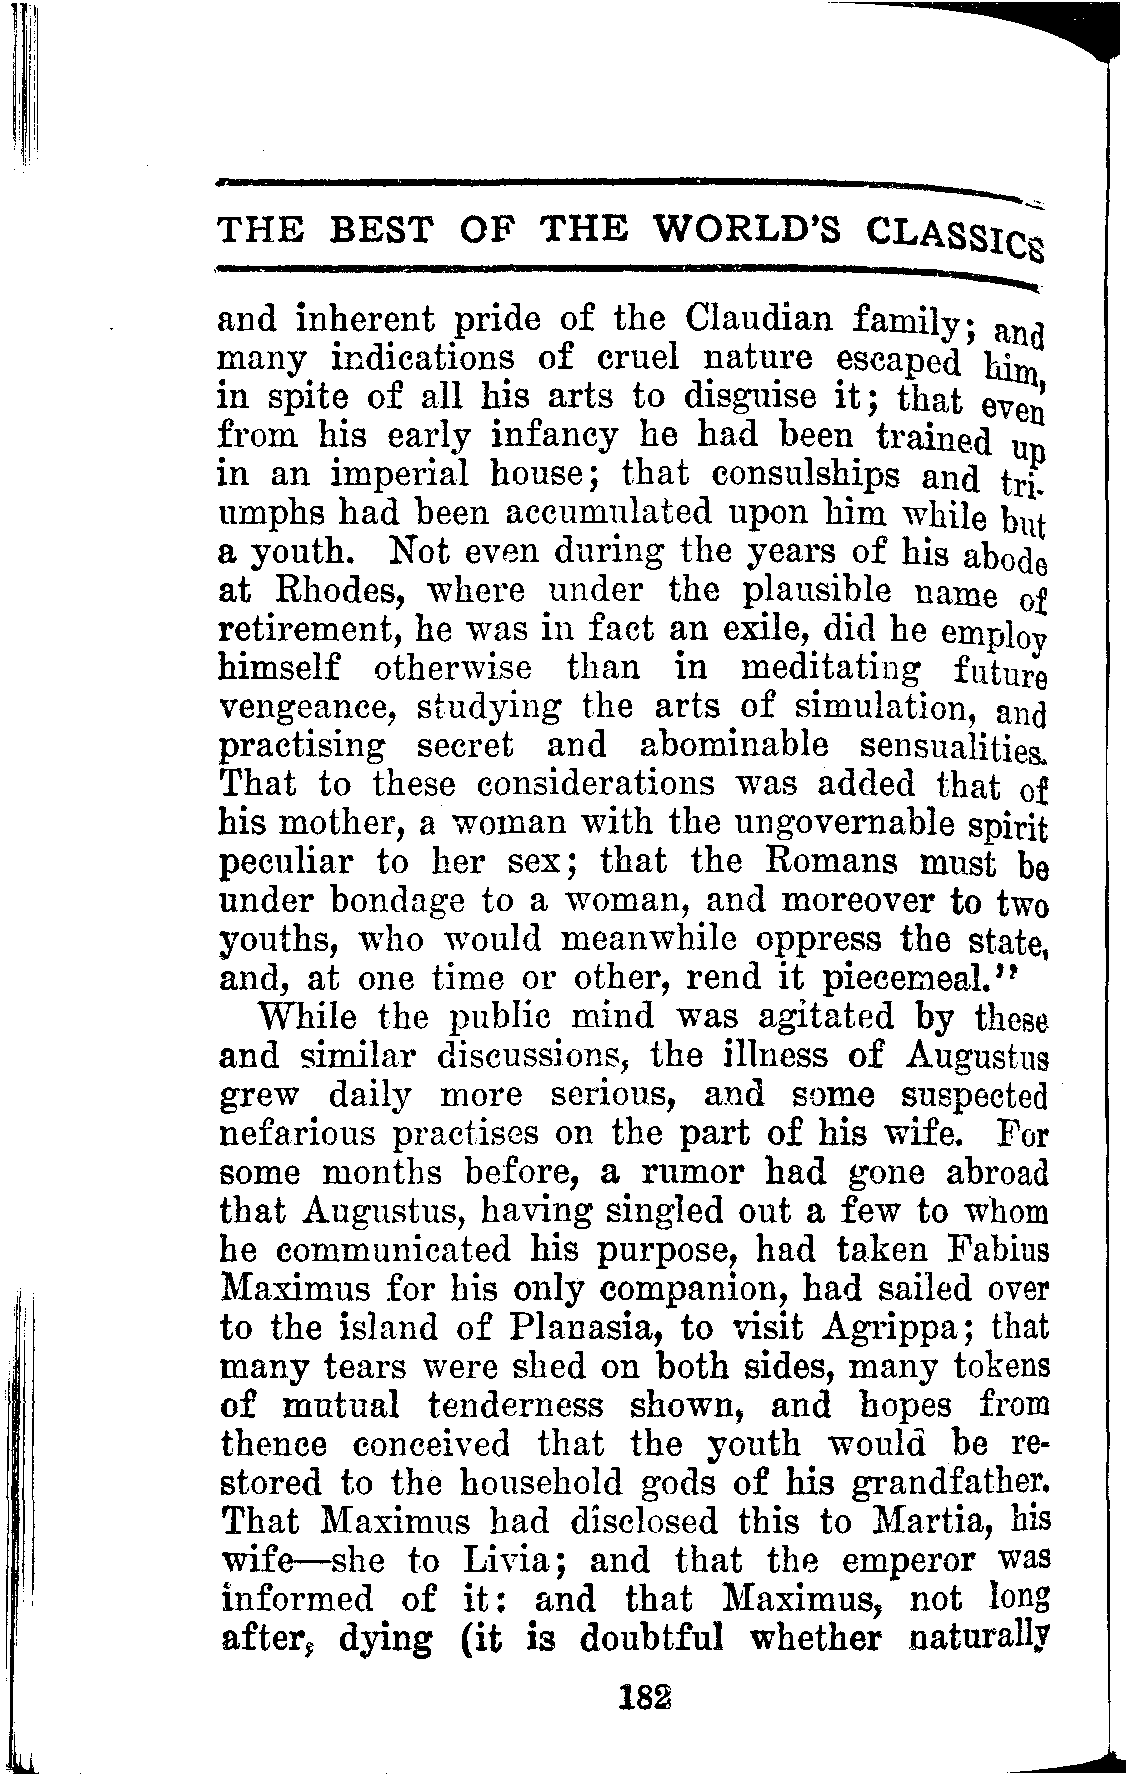 THE BEST OF THE WORLD'S CLASSICS
and inherent pride of the Claudian family; and
many indications of cruel nature escaped him,
in spite of all his arts to disguise it; that even
from his early infancy he had been trained up
in an imperial house; that consulships and tri-
umphs had been accumulated upon him while but
a youth. Not even during the years of his abode
at Rhodes, where under the plausible name of
retirement, he was in fact an exile, did he employ
himself otherwise than in meditating future
vengeance, studying the arts of simulation, and
practising secret and abominable sensualities.
That to these considerations was added that of
his mother, a woman with the ungovernable spirit
peculiar to her sex; that the Romans must be
under bondage to a woman, and moreover to two
youths, who would meanwhile oppress the state,
and, at one time or other, rend it piecemeal."
While the public mind was agitated by these
and similar discussions, the illness of Augustus
grew daily more serious, and some suspected
nefarious practises on the part of his wife. For
some months before, a rumor had gone abroad
that Augustus, having singled out a few to whom
he communicated his purpose, had taken Fabius
Maximus for his only companion, had sailed over
to the island of Planasia, to visit Agrippa; that
many tears were shed on both sides, many tokens
of mutual tenderness shown, and hopes from
thence conceived that the youth would be re-
stored to the household gods of his grandfather.
That Maximus had disclosed this to Martia, his
wife—she to Livia; and that the emperor was
informed of it: and that Maximus, not long
after, dying (it is doubtful whether naturally
182